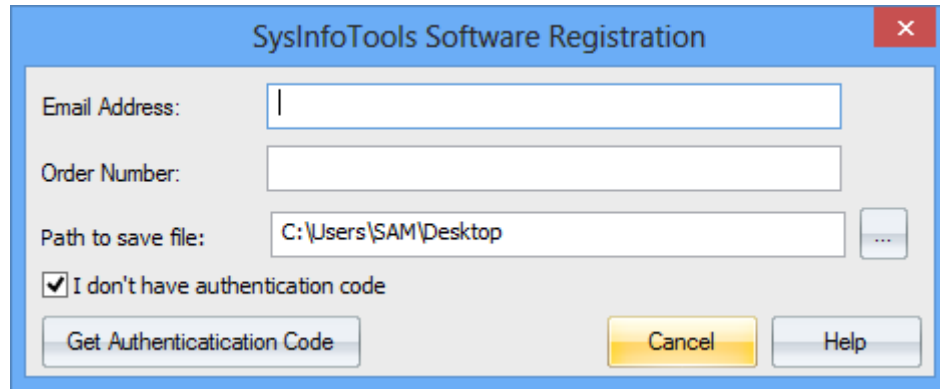 SysInfoTools Software Registration
Email Address:
Order Number:
Path to save file: C:\Users\SAM\Desktop ...
I don't have authentication code
Get Authenticatication Code Cancel Help